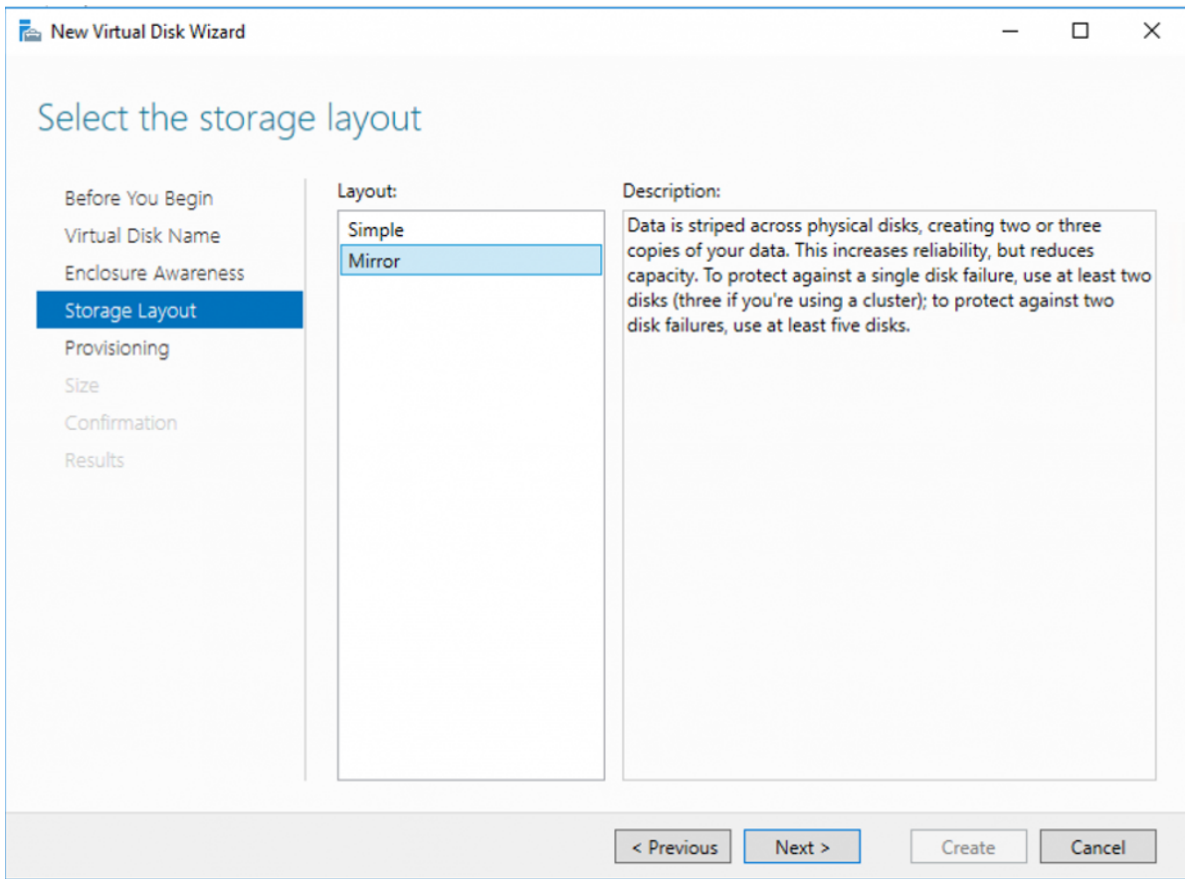 New Virtual Disk Wizard
Select the storage layout
Before You Begin
Virtual Disk Name
Enclosure Awareness
Storage Layout
Provisioning
Size
Confirmation
Results
Layout:
Simple
Mirror
Description:
Data is striped across physical disks, creating two or three
copies of your data. This increases reliability, but reduces
capacity. To protect against a single disk failure, use at least two
disks (three if you're using a cluster); to protect against two
disk failures, use at least five disks.
< Previous
Next >
Create
Cancel